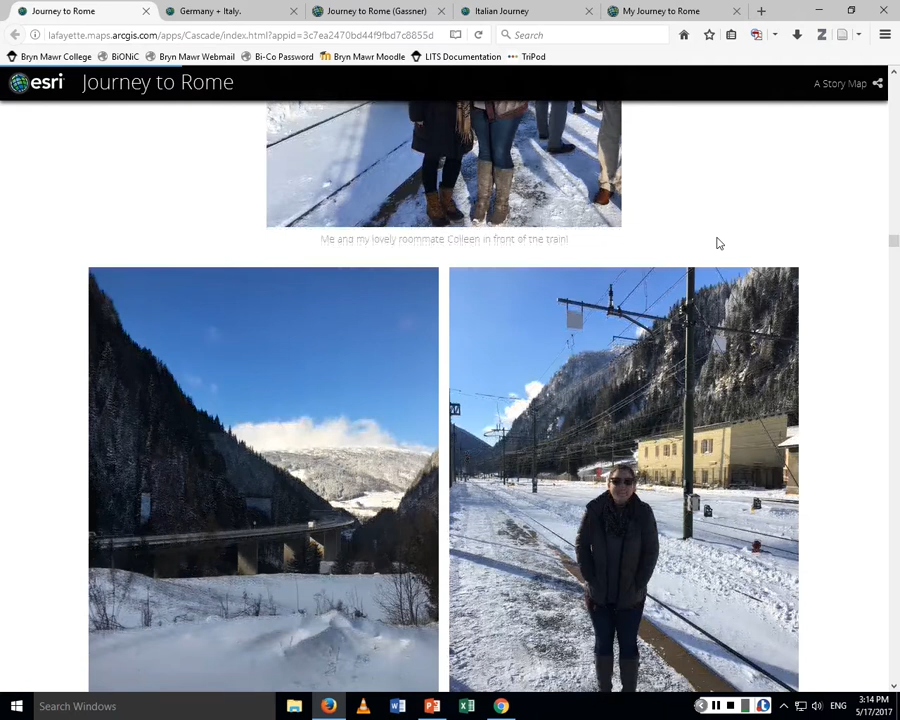 Journey to Rome
Germany + Italy.
Journey to Rome (Gassner)
Italian Journey
My Journey to Rome
lafayette.maps.arcgis.com/apps/Cascade/index.html?appid=3c7ea2470bd44f9fbd7c8855d
Search
Bryn Mawr College
BiONiC
Bryn Mawr Webmail
Bi-Co Password
Bryn Mawr Moodle
LITS Documentation
TriPod
esri
Journey to Rome
A Story Map
Me and my lovely roommate Colleen in front of the train!
Search Windows
ENG
3:14 PM
5/17/2017